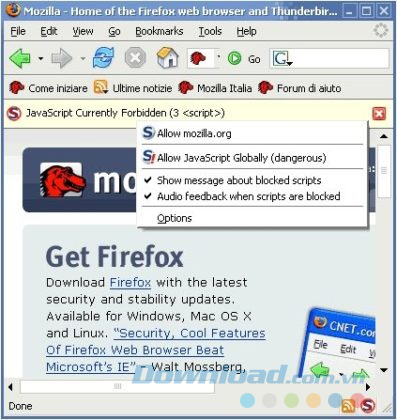 Mozilla - Home of the Firefox web browser and Thunderbir...
File Edit View Go Bookmarks Tools Help
Go G
Come iniziare Ultime notizie Mozilla Italia Forum di aiuto
JavaScript Currently Forbidden (3 <script>)
Allow mozilla.org
Allow JavaScript Globally (dangerous)
Show message about blocked scripts
Audio feedback when scripts are blocked
Options
mo
Get Firefox
Download Firefox with the latest
security and stability updates.
Available for Windows, Mac OS X
and Linux. “Security, Cool Features
Of Firefox Web Browser Beat
Microsoft's IE” - Walt Mossberg,
CNET.co
File Edit Vi
Download.com.vn
Done